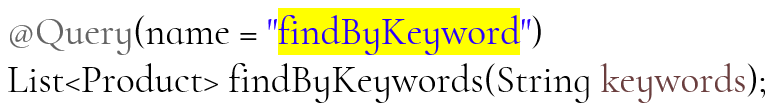 @Query(name = "findByKeyword")
List<Product> findByKeywords(String keywords);